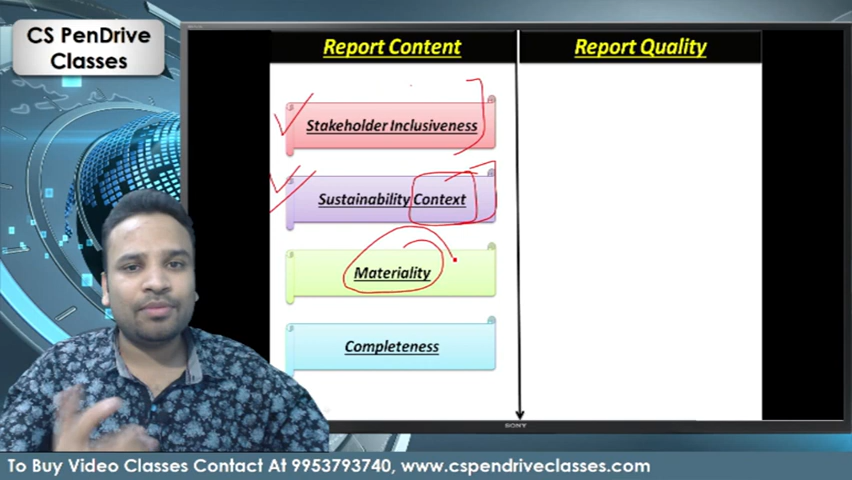 CS PenDrive
Classes
Report Content
Report Quality
Stakeholder Inclusiveness
Sustainability Context
Materiality
Completeness
SONY
To Buy Video Classes Contact At 9953793740, www.cspendriveclasses.com